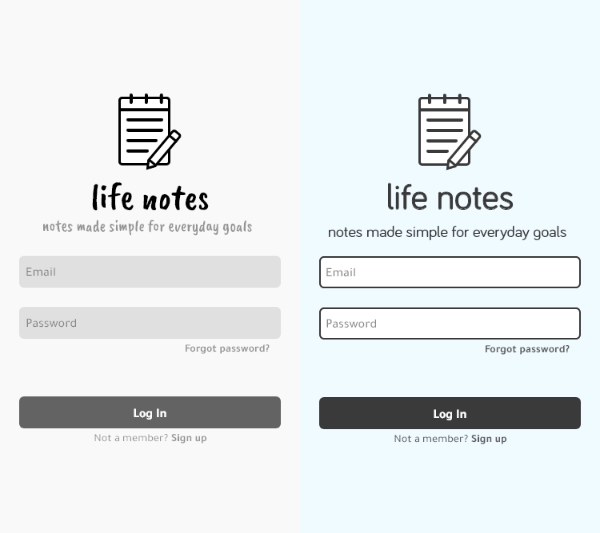 life notes
notes made simple for everyday goals
Email
Password
Forgot password?
Log In
Not a member? Sign up
life notes
notes made simple for everyday goals
Email
Password
Forgot password?
Log In
Not a member? Sign up